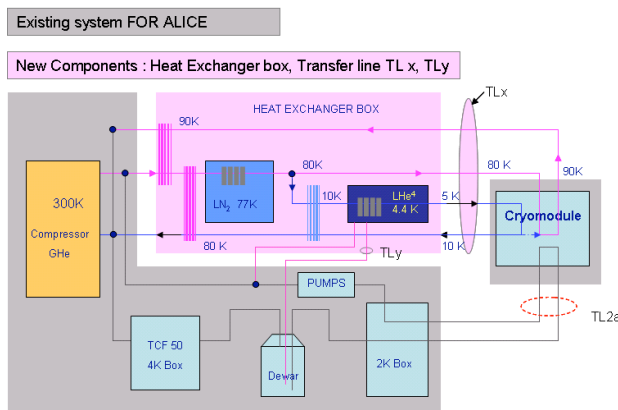 Existing system FOR ALICE
New Components : Heat Exchanger box, Transfer line TL x, TLy
TLx
HEAT EXCHANGER BOX
90K
80K
80 K
90K
300K
Compressor
GHe
LN2 77K
10K
LHe4
4.4 K
5 K
Cryomodule
80 K
10 K
TLy
PUMPS
TL2a
TCF 50
4K Box
Dewar
2K Box